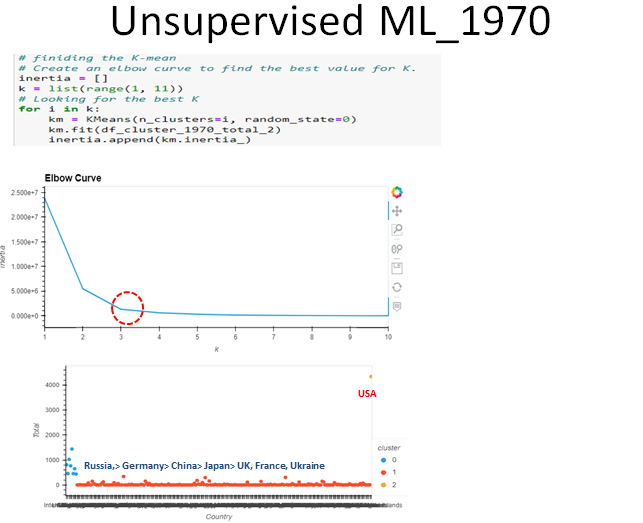 Unsupervised ML_1970
# finiding the K-mean
# Create an elbow curve to find the best value for K.
inertia = []
k = list(range(1, 11))
# Looking for the best K
for i in k:
km = KMeans(n_clusters=i, random_state=0)
km.fit(df_cluster_1970_total_2)
inertia.append(km.inertia_)
Elbow Curve
2.500e+7
2.000e+7
1.500e+7
1.000e+7
5.000e+6
0.000e+0
Inertia
1 2 3 4 5 6 7 8 9 10
k
4000
3000
2000
1000
0
Total
USA
Russia,> Germany> China> Japan> UK, France, Ukraine
cluster
0
1
2
Country